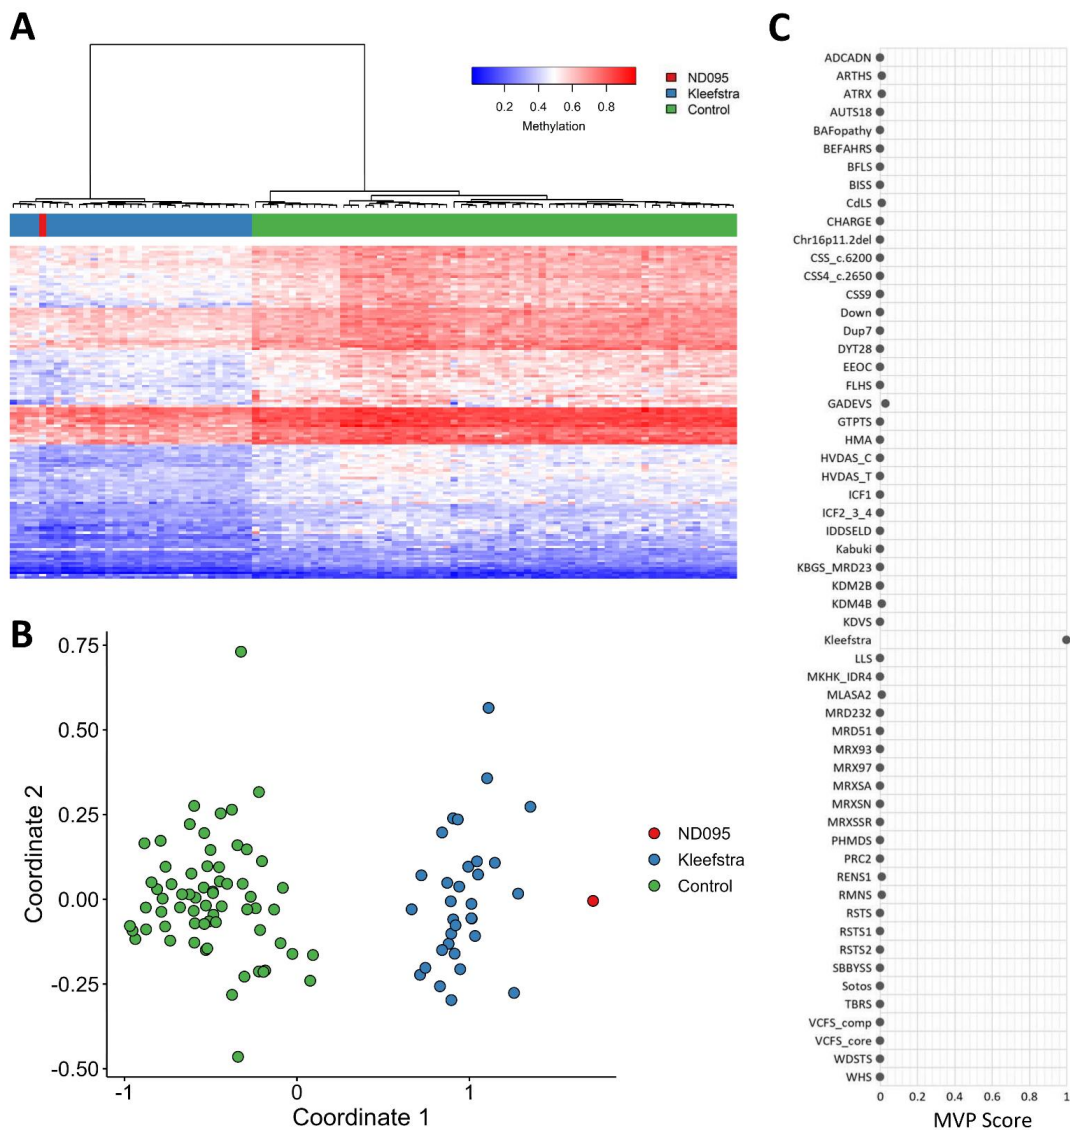 A
ND095
Kleefstra
Control
0.2 0.4 0.6 0.8
Methylation
B
0.75
0.50
0.25
0.00
-0.25
-0.50
Coordinate 2
-1 0 1
Coordinate 1
ND095
Kleefstra
Control
C
ADCADN
ARTHS
ATRX
AUTS18
BAFopathy
BEFAHRS
BFLS
BISS
CdLS
CHARGE
Chr16p11.2del
CSS_c.6200
CSS4_c.2650
CSS9
Down
Dup7
DYT28
EEOC
FLHS
GADEVS
GTPTS
HMA
HVDAS_C
HVDAS_T
ICF1
ICF2_3_4
IDDSELD
Kabuki
KBGS_MRD23
KDM2B
KDM4B
KDVS
Kleefstra
LLS
MKHK_IDR4
MLASA2
MRD232
MRD51
MRX93
MRX97
MRXSA
MRXSN
MRXSSR
PHMDS
PRC2
RENS1
RMNS
RSTS
RSTS1
RSTS2
SBBYSS
Sotos
TBRS
VCFS_comp
VCFS_core
WDSTS
WHS
0 0.2 0.4 0.6 0.8 1
MVP Score